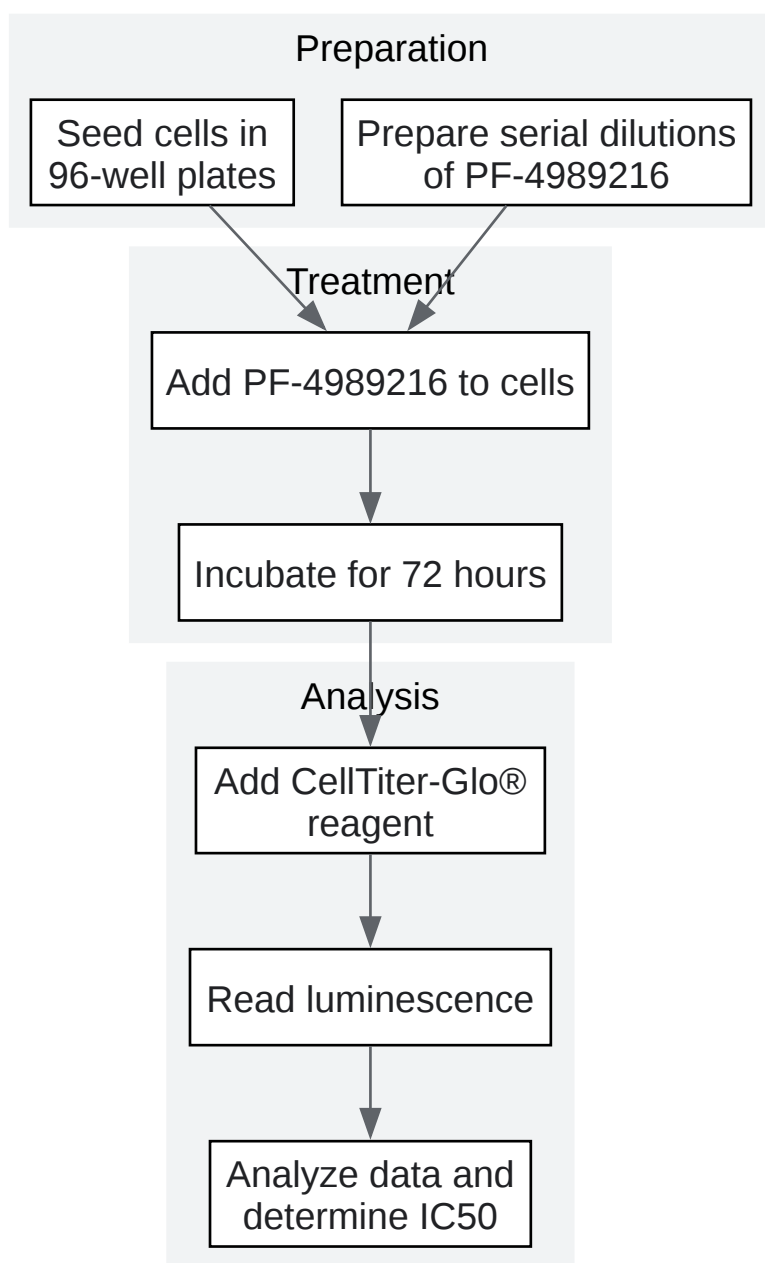 Preparation
Seed cells in
96-well plates
Prepare serial dilutions
of PF-4989216
Treatment
Add PF-4989216 to cells
Incubate for 72 hours
Analysis
Add CellTiter-Glo®
reagent
Read luminescence
Analyze data and
determine IC50